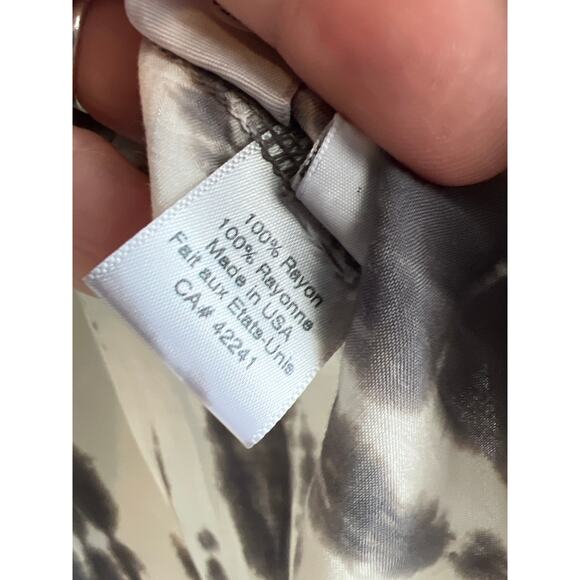 100% Rayon
100% Rayonne
Made in USA
Fait aux Etats-Unis
CA# 42241